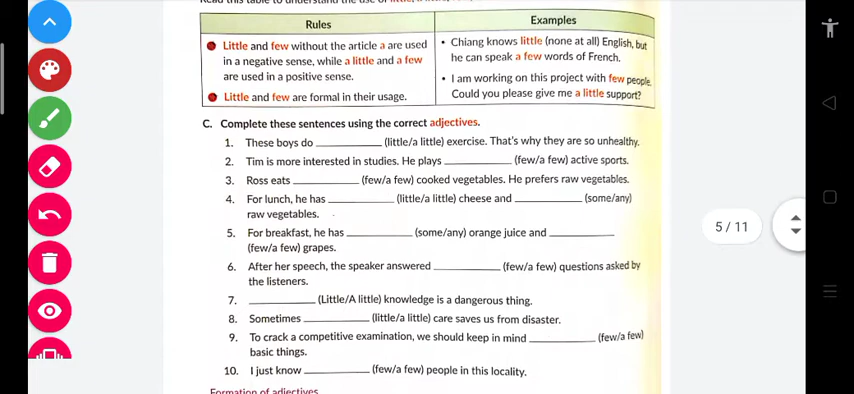 Read this table to understand the use of little, 
Rules
Examples
Little and few without the article a are used
in a negative sense, while a little and a few
are used in a positive sense.
Little and few are formal in their usage.
• Chiang knows little (none at all) English, but
he can speak a few words of French.
• I am working on this project with few people.
Could you please give me a little support?
C. Complete these sentences using the correct adjectives.
1. These boys do ___________ (little/a little) exercise. That's why they are so unhealthy.
2. Tim is more interested in studies. He plays ___________ (few/a few) active sports.
3. Ross eats ___________ (few/a few) cooked vegetables. He prefers raw vegetables.
4. For lunch, he has ___________ (little/a little) cheese and ___________ (some/any)
raw vegetables.
5. For breakfast, he has ___________ (some/any) orange juice and ___________
(few/a few) grapes.
6. After her speech, the speaker answered ___________ (few/a few) questions asked by
the listeners.
7. ___________ (Little/A little) knowledge is a dangerous thing.
8. Sometimes ___________ (little/a little) care saves us from disaster.
9. To crack a competitive examination, we should keep in mind ___________ (few/a few)
basic things.
10. I just know ___________ (few/a few) people in this locality.
Formation of adjectives
5 / 11